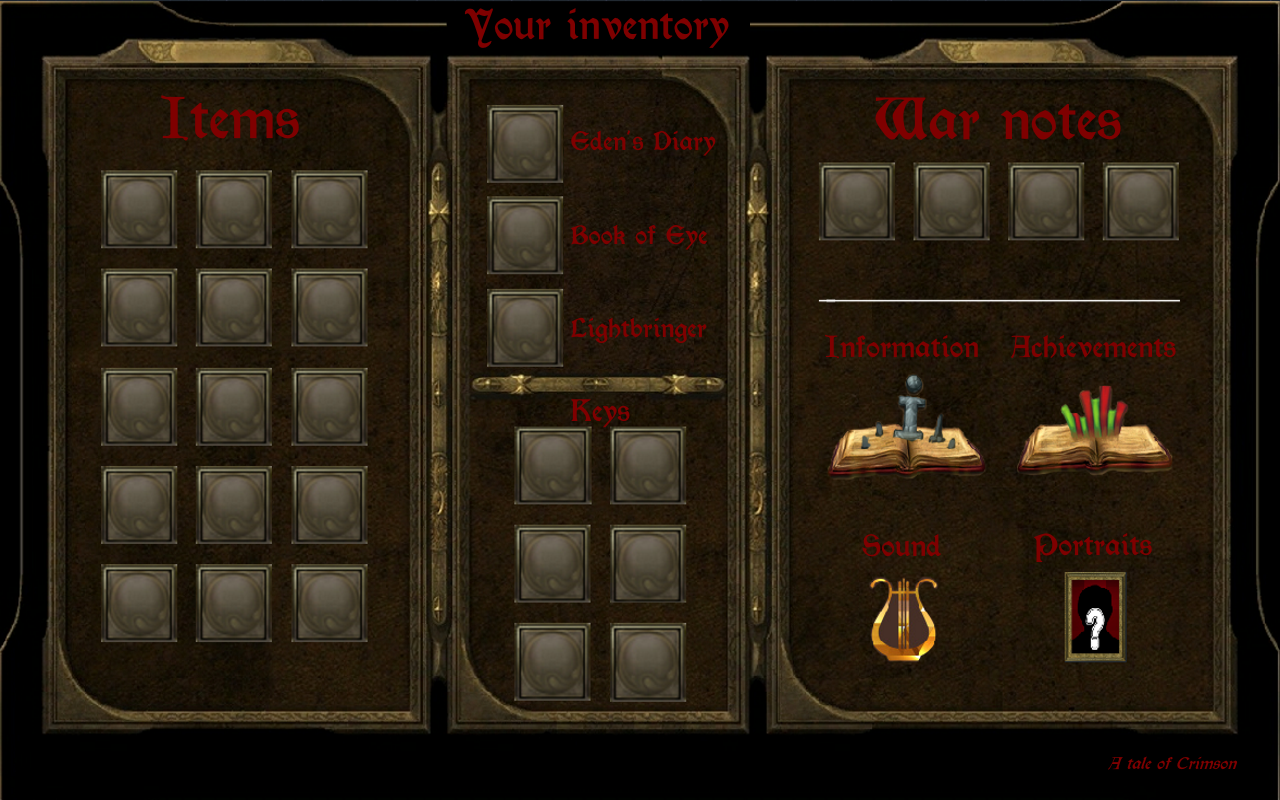 Your inventory
Items
Eden's Diary
Book of Eye
Lightbringer
Keys
War notes
Information
Achievements
Sound
Portraits
?
A tale of Crimson